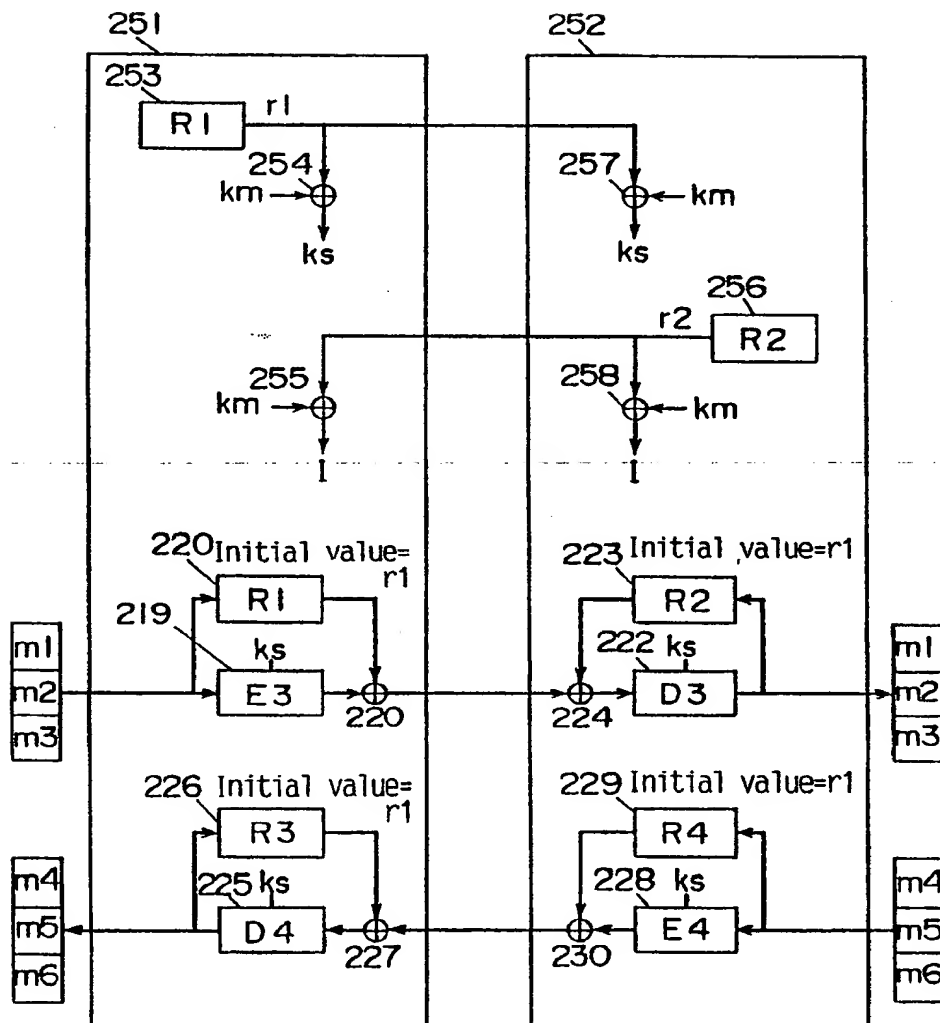 251
252
253
R1
r1
254
km
ks
257
km
ks
256
r2
R2
255
km
I
258
km
I
220
Initial value=
r1
R1
219
ks
E3
220
223
Initial value=r1
R2
222
ks
D3
224
m1
m2
m3
m1
m2
m3
226
Initial value=
r1
R3
225
ks
D4
227
229
Initial value=r1
R4
228
ks
E4
230
m4
m5
m6
m4
m5
m6